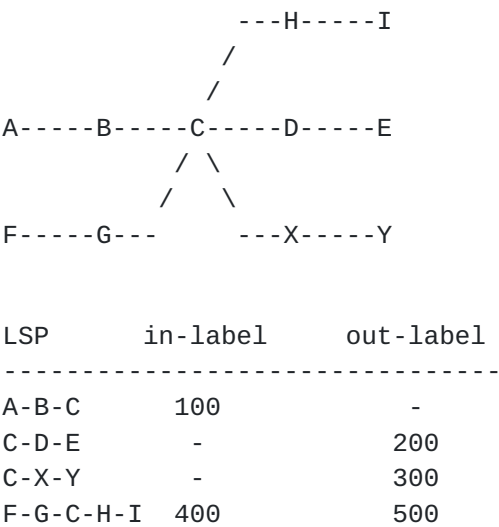 ---H-----I
              /
             /
A-----B-----C-----D-----E
           / \
          /   \
F-----G---     ---X-----Y
LSP      in-label     out-label
--------------------------------
A-B-C      100            -
C-D-E       -            200
C-X-Y       -            300
F-G-C-H-I  400           500